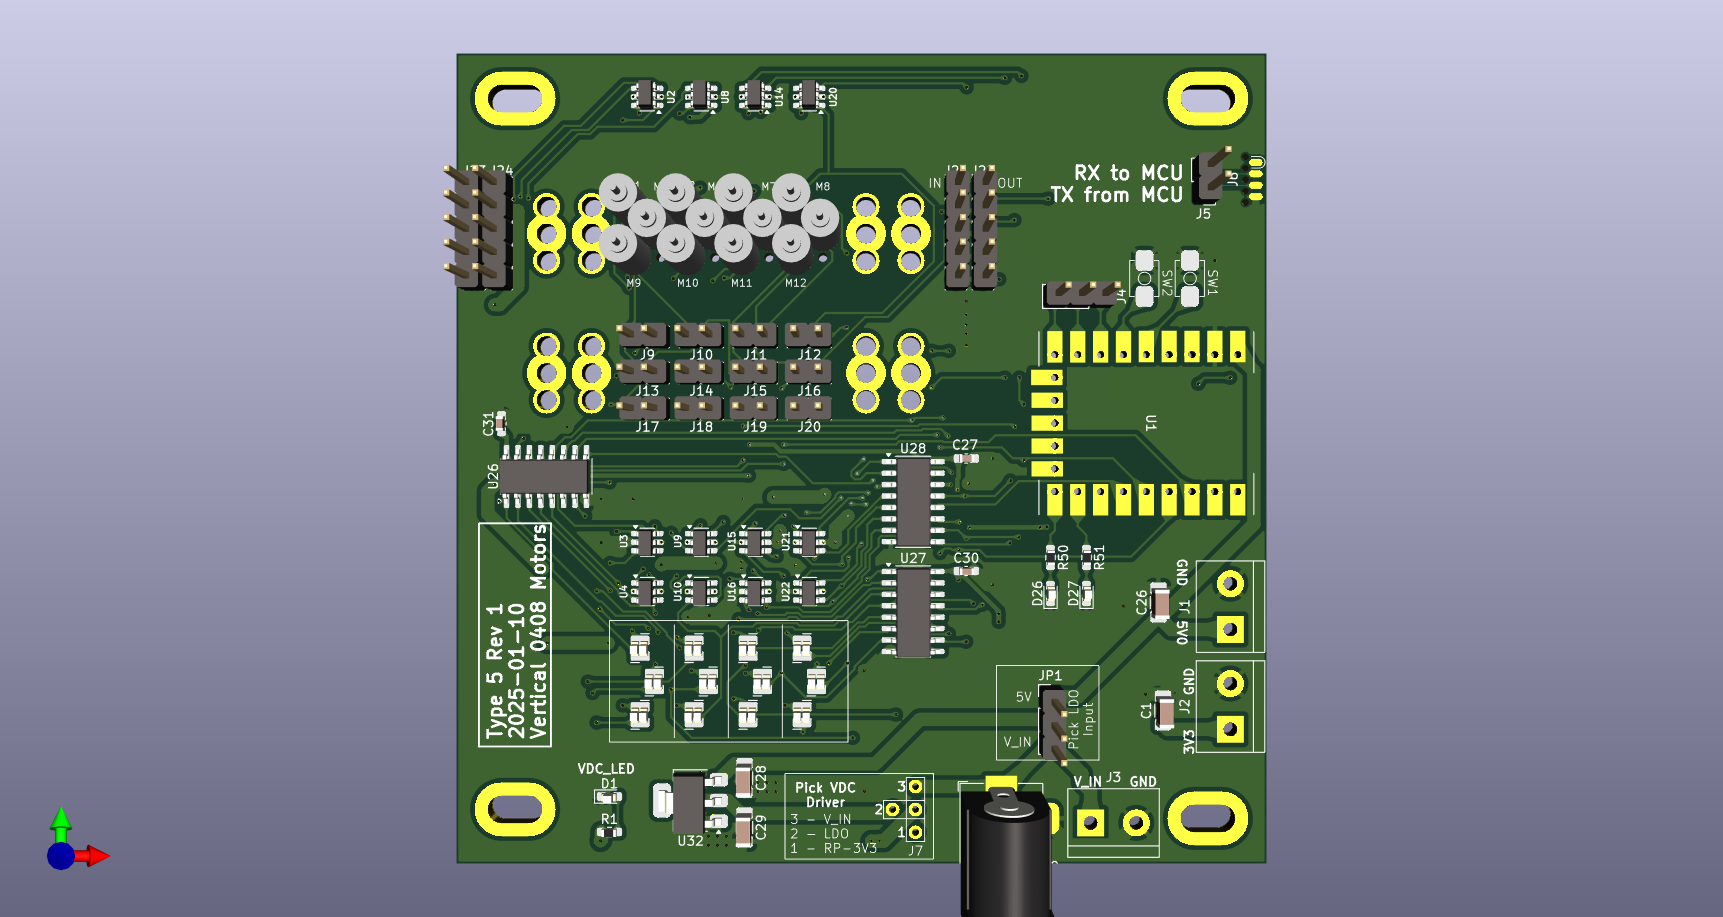 U2
U8
U14
U20
J24
IN
OUT
RX to MCU
TX from MCU
J6
J5
M8
M9
M10
M11
M12
J4
SW2
SW1
J9
J10
J11
J12
J13
J14
J15
J16
J17
J18
J19
J20
C31
U26
U28
C27
U1
U3
U9
U15
U21
U27
C30
U4
U10
U16
U22
R50
R51
D26
D27
C26
GND
J1
5V0
Type 5 Rev 1
2025-01-10
Vertical 0408 Motors
JP1
5V
V_IN
Pick LDO
Input
C1
GND
J2
3V3
VDC_LED
D1
R1
U32
C28
C29
Pick VDC
Driver
3 - V_IN
2 - LDO
1 - RP-3V3
3
2
1
J7
V_IN
J3
GND